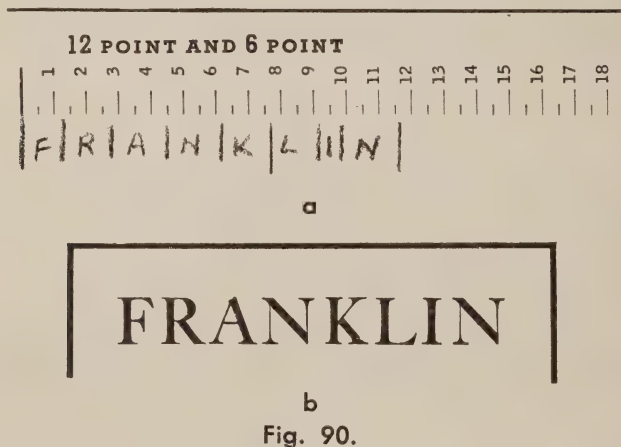 12 POINT AND 6 POINT
1 2 3 4 5 6 7 8 9 10 11 12 13 14 15 16 17 18
F R A N K L I N
a
FRANKLIN
b
Fig. 90.